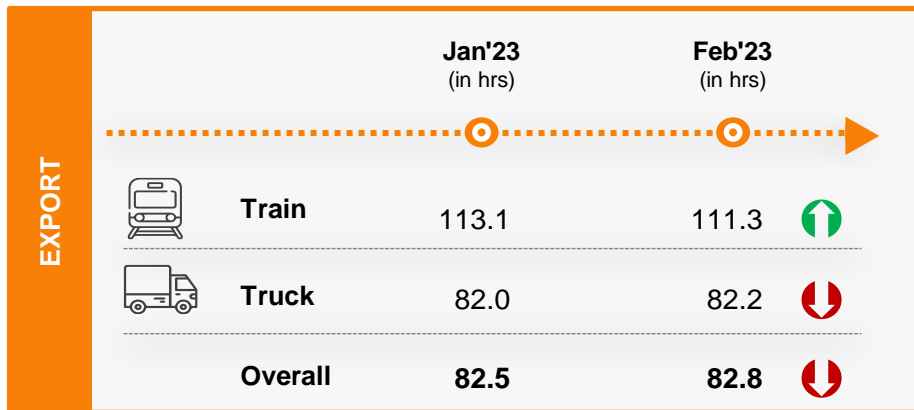 EXPORT
Jan'23 Feb'23
(in hrs) (in hrs)
Train 113.1 111.3
Truck 82.0 82.2
Overall 82.5 82.8